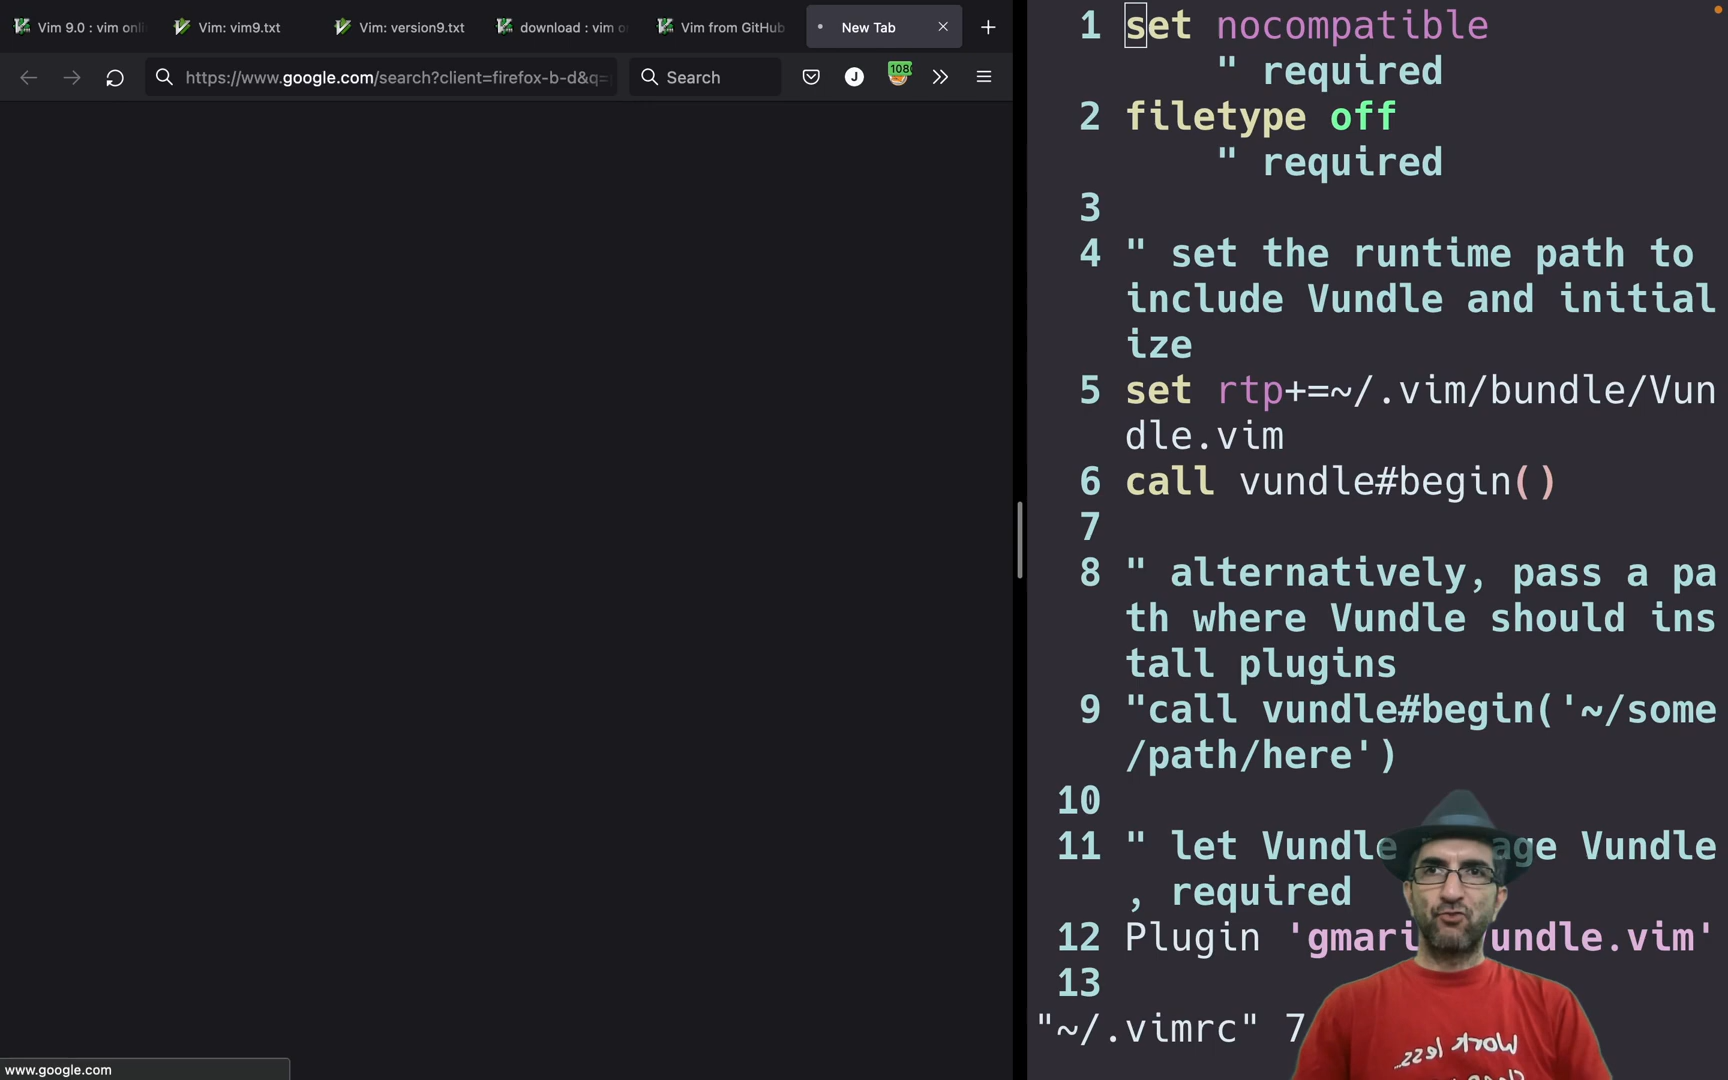 Vim 9.0 : vim onli
Vim: vim9.txt
Vim: version9.txt
download : vim o
Vim from GitHub
New Tab
https://www.google.com/search?client=firefox-b-d&q=
Search
J
108
www.google.com
1 set nocompatible
" required
2 filetype off
" required
3
4 " set the runtime path to
include Vundle and initial
ize
5 set rtp+=~/.vim/bundle/Vun
dle.vim
6 call vundle#begin()
7
8 " alternatively, pass a pa
th where Vundle should ins
tall plugins
9 "call vundle#begin('~/some
/path/here')
10
11 " let Vundle age Vundle
, required
12 Plugin 'gmari undle.vim'
13
"~/.vimrc" 7
work less...